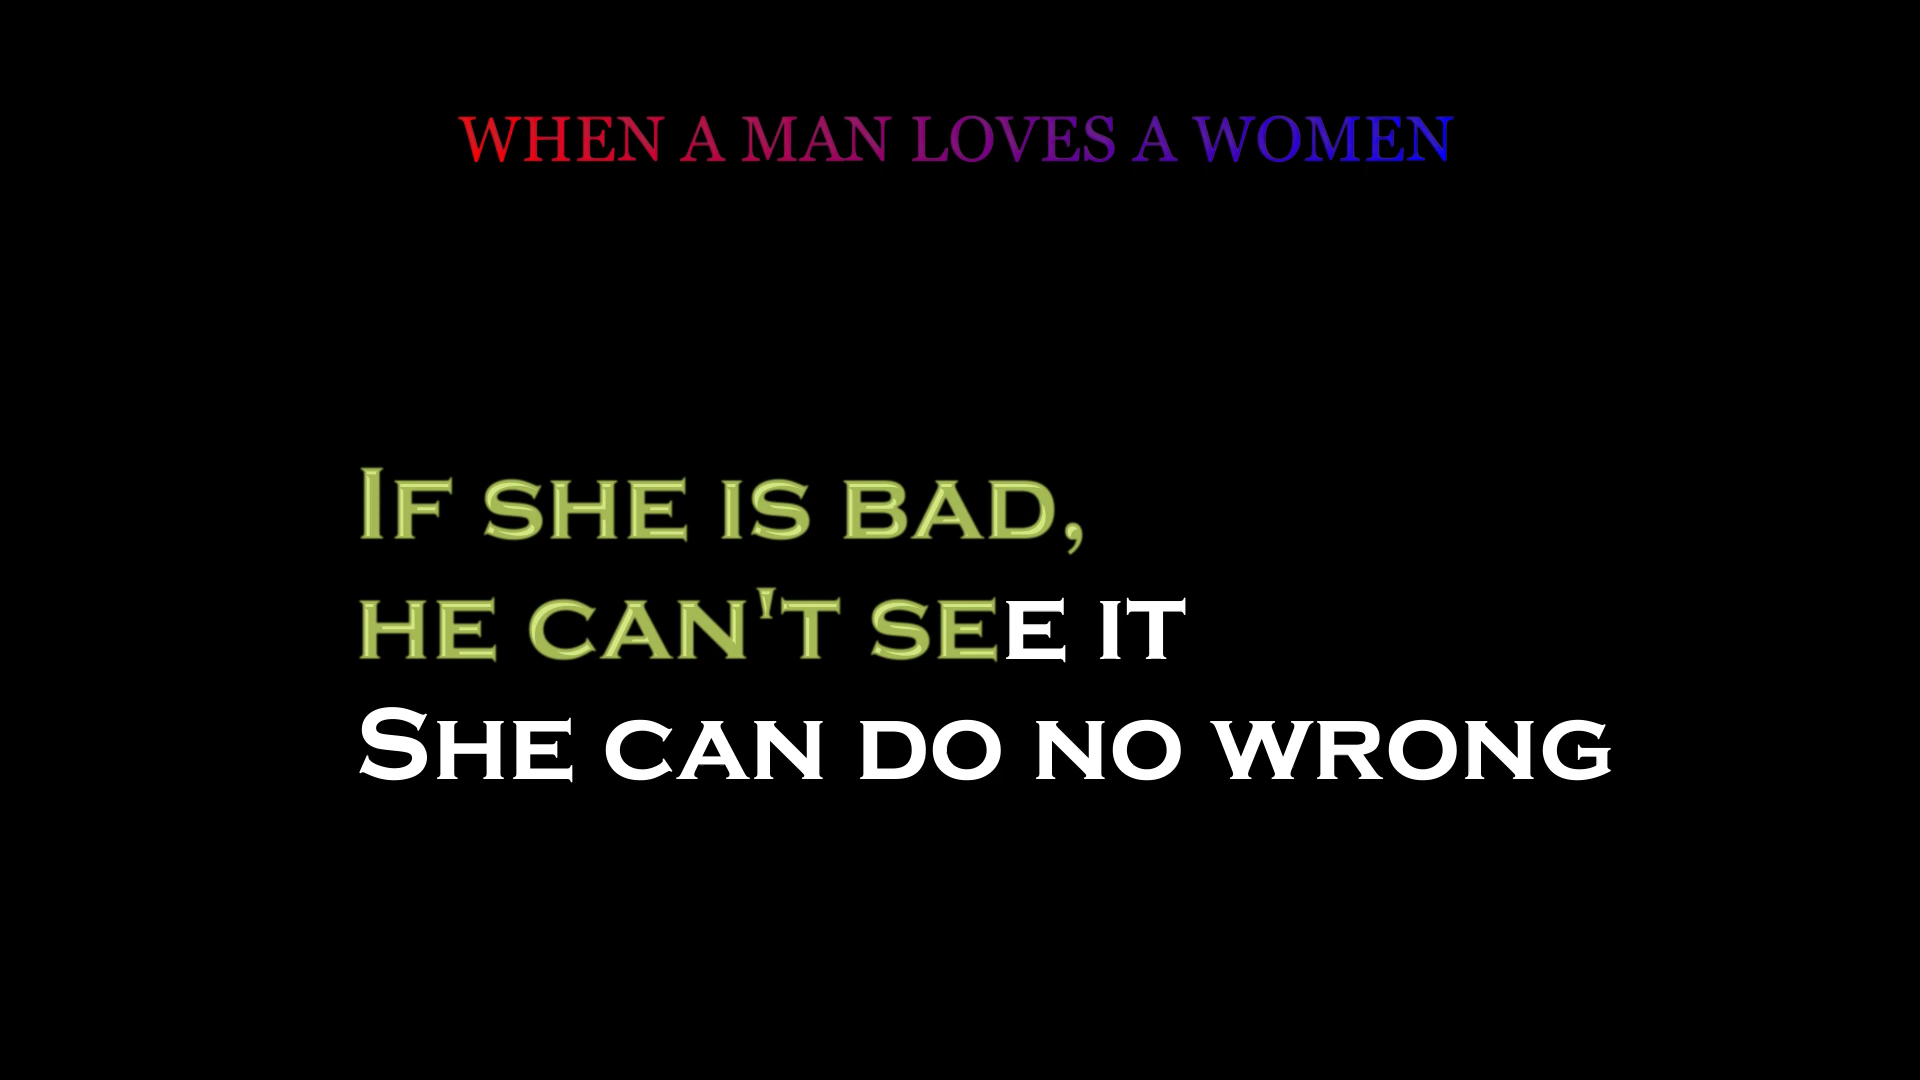 WHEN A MAN LOVES A WOMEN
If she is bad,
he can't see it
She can do no wrong